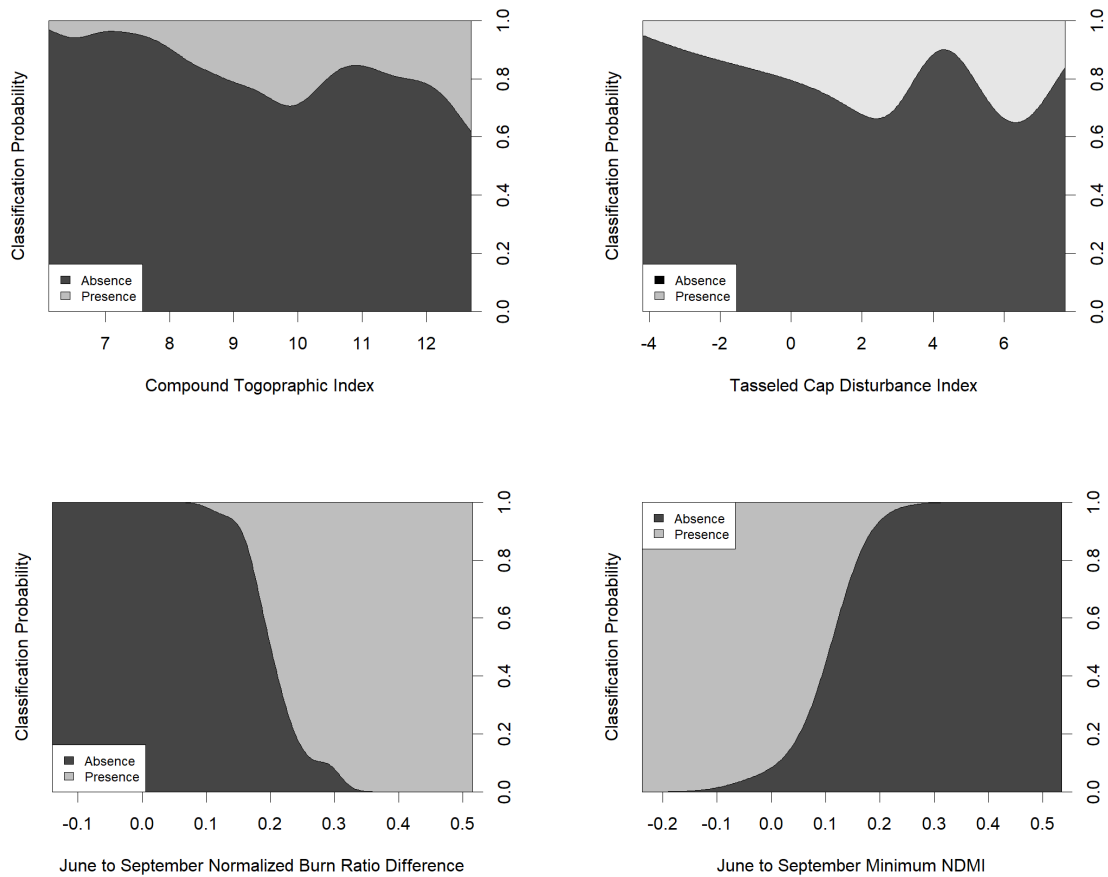 Classification Probability
0.0 0.2 0.4 0.6 0.8 1.0
Absence
Presence
7 8 9 10 11 12
Compound Togopraphic Index
Classification Probability
0.0 0.2 0.4 0.6 0.8 1.0
Absence
Presence
-4 -2 0 2 4 6
Tasseled Cap Disturbance Index
Classification Probability
0.0 0.2 0.4 0.6 0.8 1.0
Absence
Presence
-0.1 0.0 0.1 0.2 0.3 0.4 0.5
June to September Normalized Burn Ratio Difference
Classification Probability
0.0 0.2 0.4 0.6 0.8 1.0
Absence
Presence
-0.2 -0.1 0.0 0.1 0.2 0.3 0.4 0.5
June to September Minimum NDMI